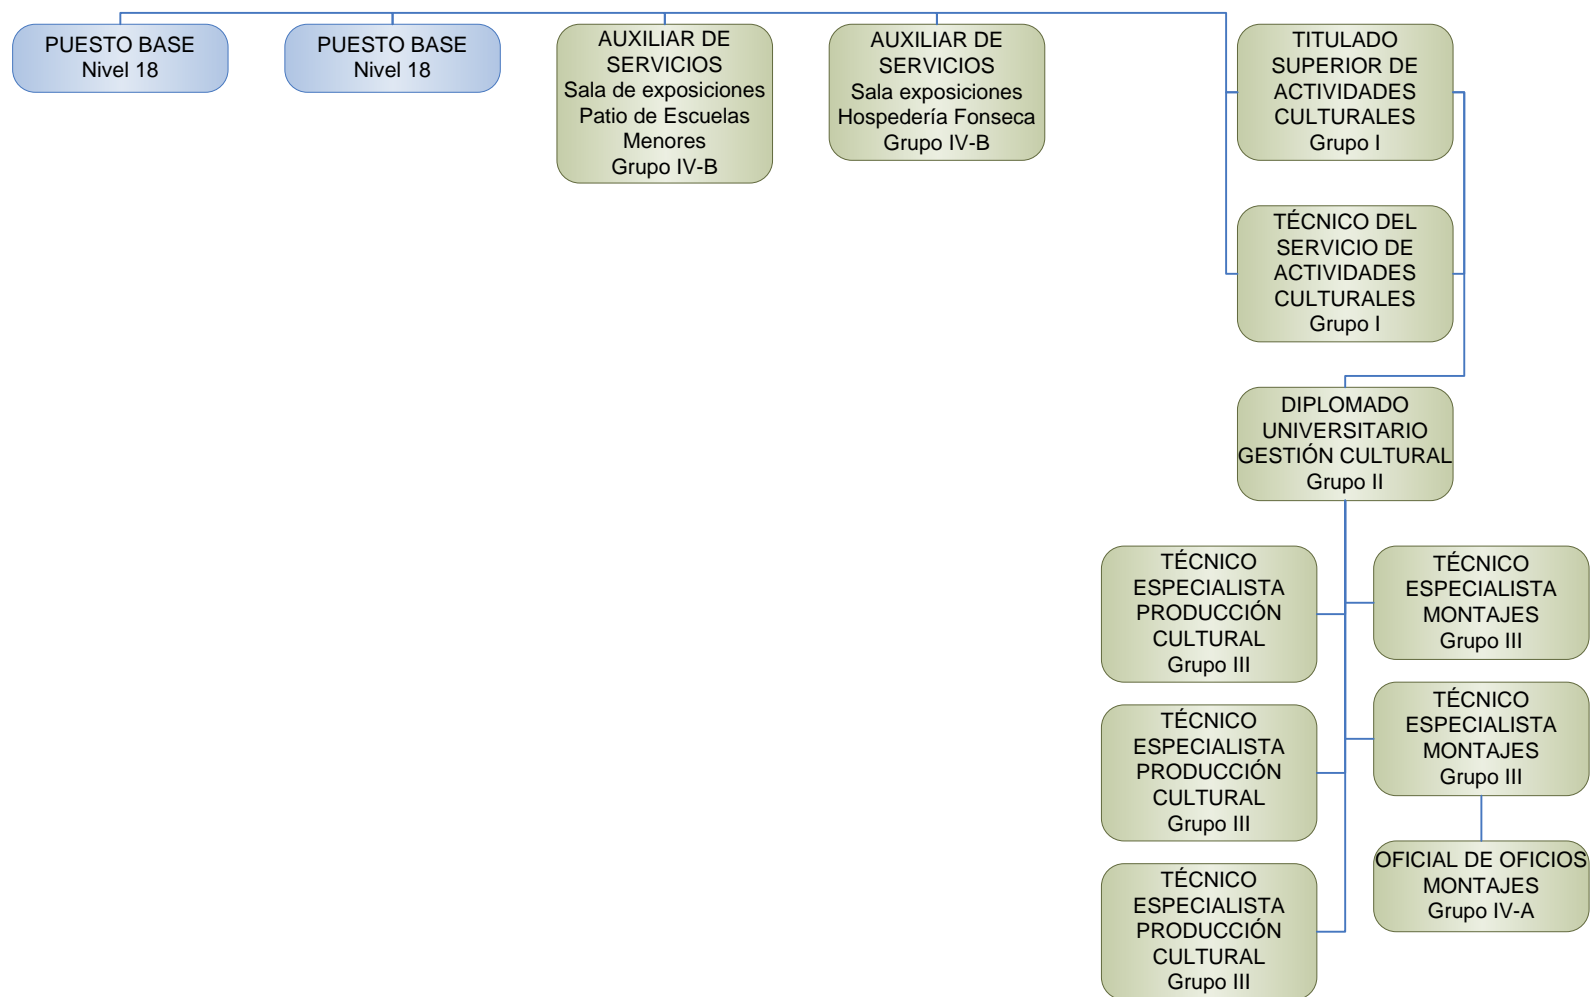 PUESTO BASE
Nivel 18
PUESTO BASE
Nivel 18
AUXILIAR DE
SERVICIOS
Sala de exposiciones
Patio de Escuelas
Menores
Grupo IV-B
AUXILIAR DE
SERVICIOS
Sala exposiciones
Hospedería Fonseca
Grupo IV-B
TITULADO
SUPERIOR DE
ACTIVIDADES
CULTURALES
Grupo I
TÉCNICO DEL
SERVICIO DE
ACTIVIDADES
CULTURALES
Grupo I
DIPLOMADO
UNIVERSITARIO
GESTIÓN CULTURAL
Grupo II
TÉCNICO
ESPECIALISTA
PRODUCCIÓN
CULTURAL
Grupo III
TÉCNICO
ESPECIALISTA
MONTAJES
Grupo III
TÉCNICO
ESPECIALISTA
PRODUCCIÓN
CULTURAL
Grupo III
TÉCNICO
ESPECIALISTA
MONTAJES
Grupo III
TÉCNICO
ESPECIALISTA
PRODUCCIÓN
CULTURAL
Grupo III
OFICIAL DE OFICIOS
MONTAJES
Grupo IV-A